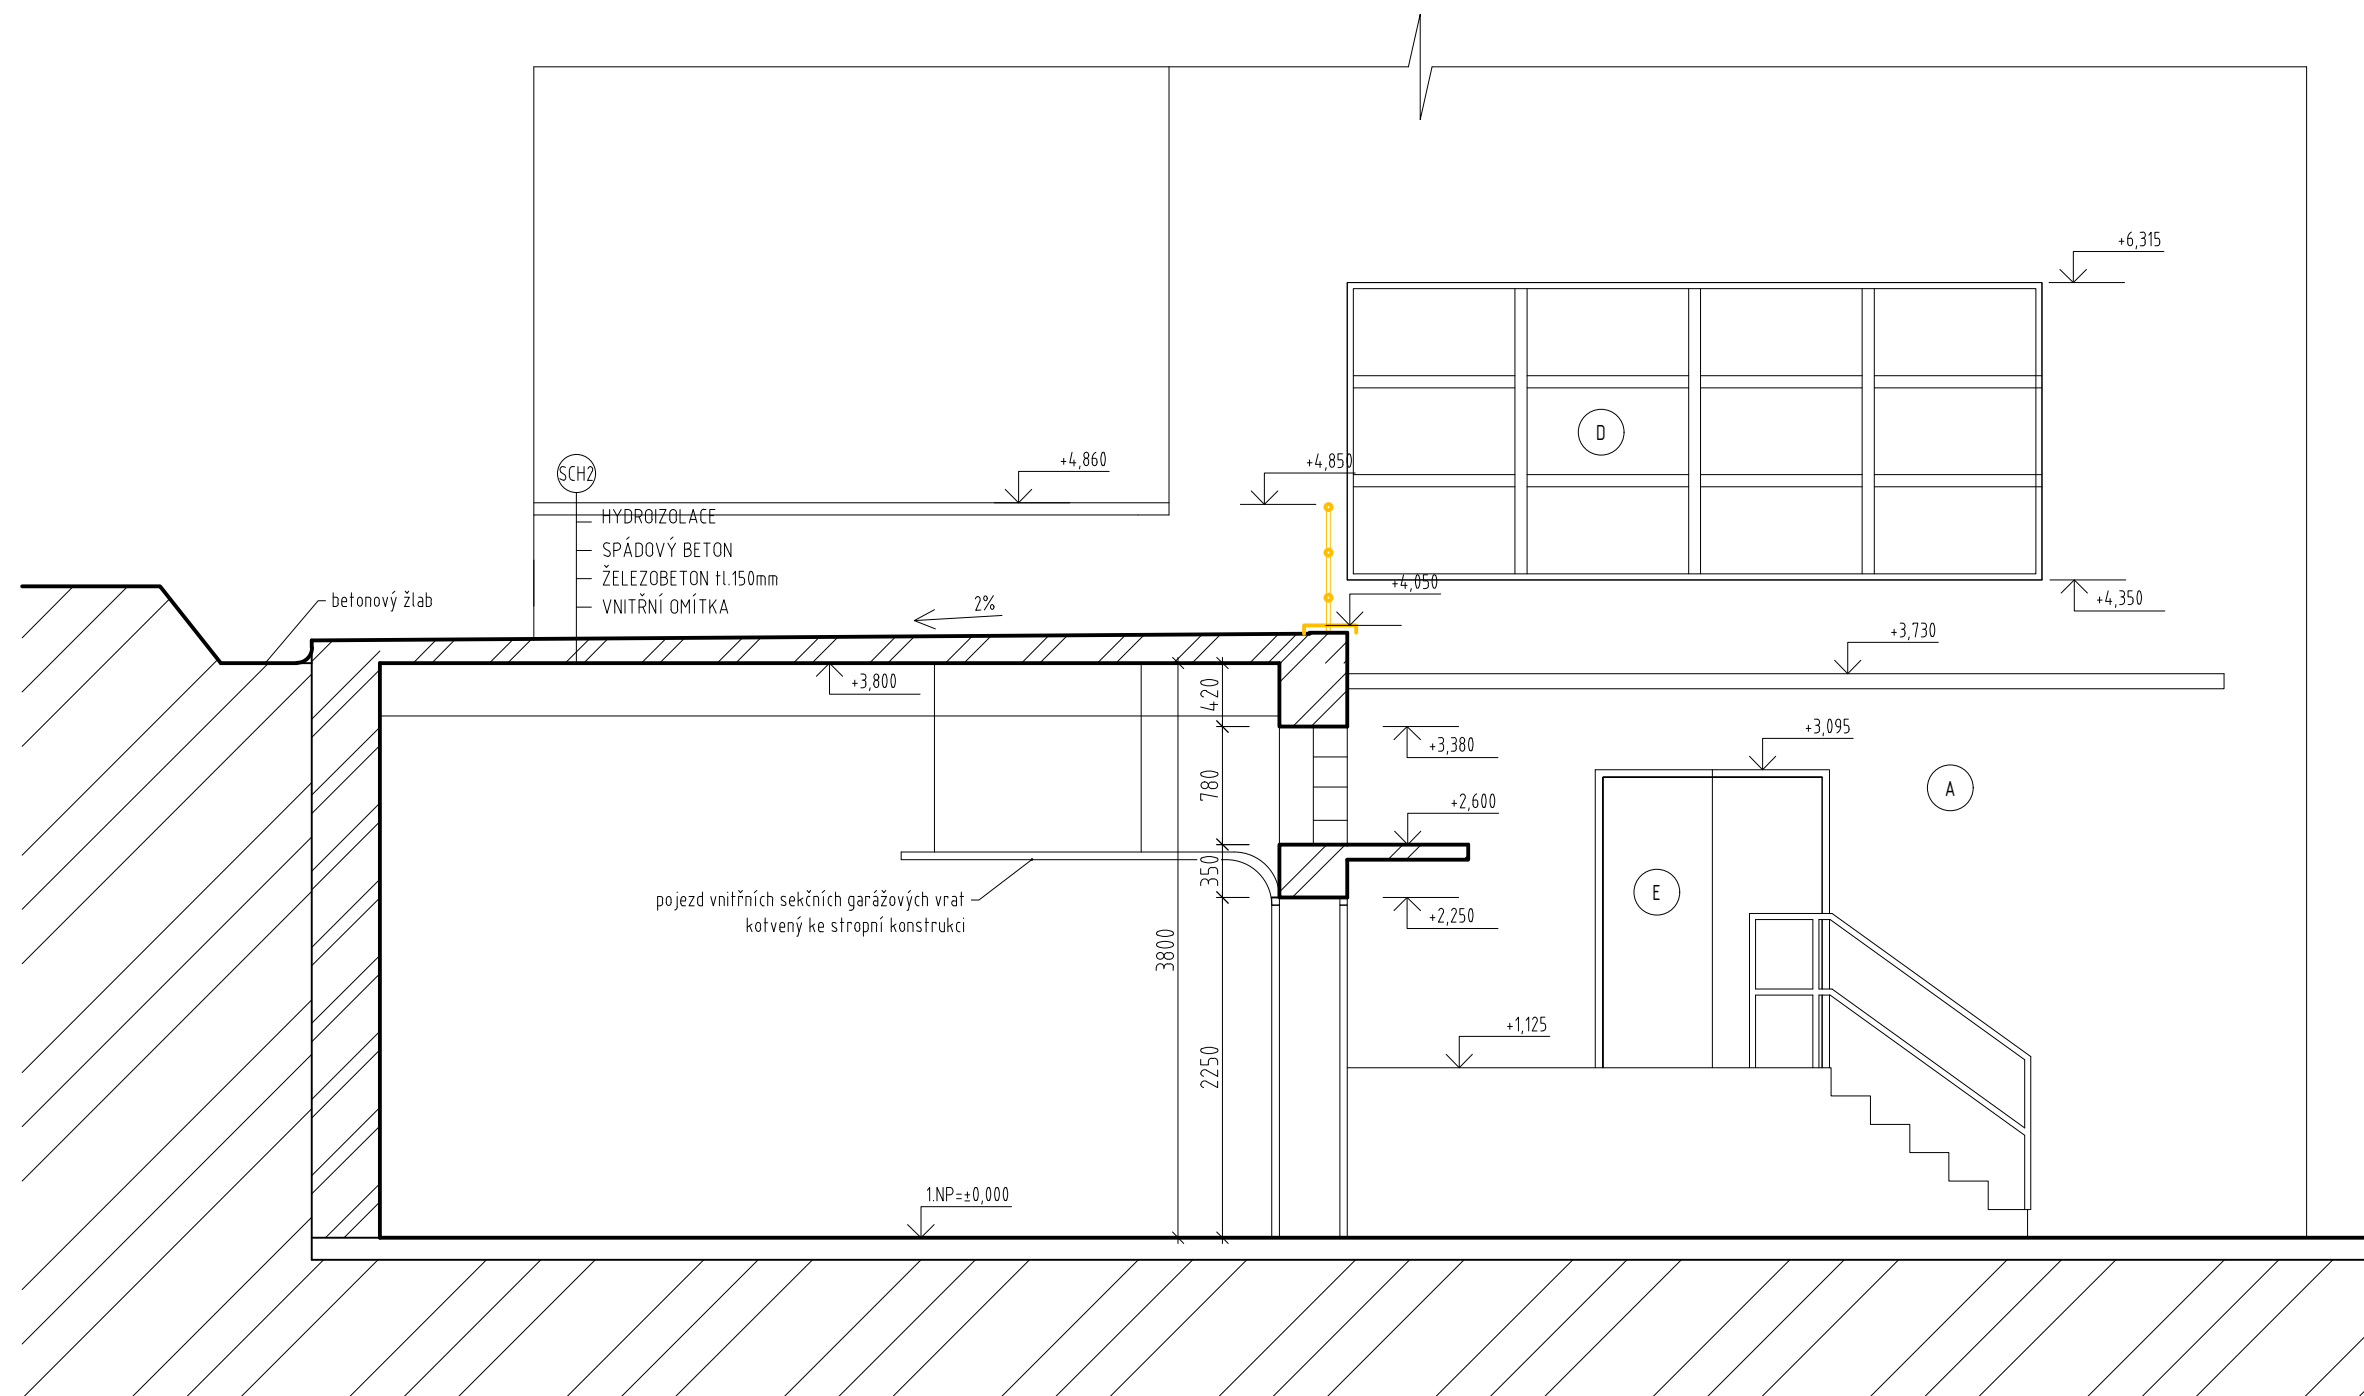 +6,315
D
+4,860
+4,850
SCH2
HYDROIZOLACE
SPÁDOVÝ BETON
ŽELEZOBETON tl.150mm
VNITŘNÍ OMÍTKA
betonový žlab
2%
+4,050
+4,350
+3,730
+3,800
420
+3,380
+3,095
780
A
+2,600
350
E
pojezd vnitřních sekčních garážových vrat
kotvený ke stropní konstrukci
+2,250
3800
2250
+1,125
1.NP=±0,000